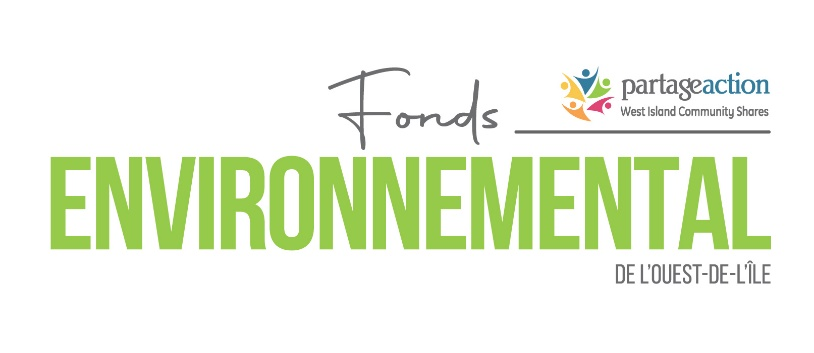 Fonds
partageaction
West Island Community Shares
ENVIRONNEMENTAL
DE L'OUEST-DE-L'ÎLE